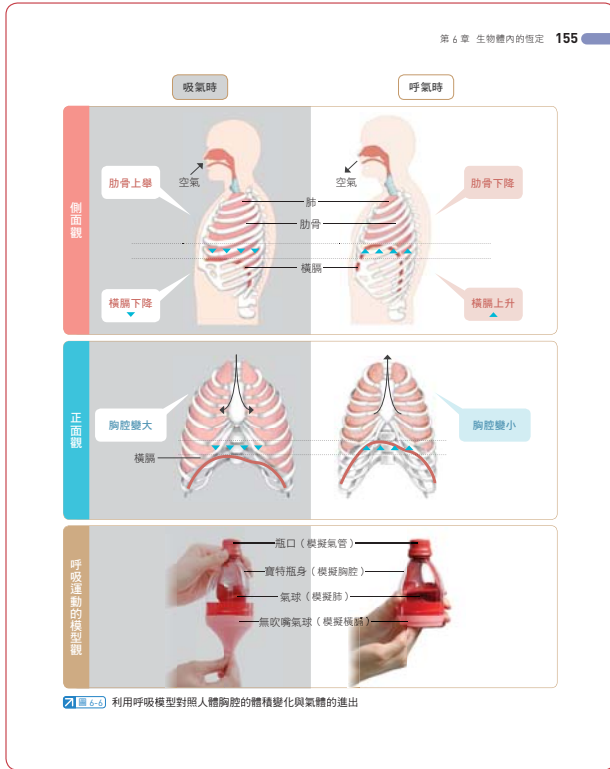 第 6 章 生物體內的恆定 155
吸氣時
呼氣時
側面觀
肋骨上舉
空氣
空氣
肋骨下降
肺
肋骨
橫膈
橫膈下降
橫膈上升
正面觀
胸腔變大
胸腔變小
橫膈
呼吸運動的模型觀
瓶口（模擬氣管）
寶特瓶身（模擬胸腔）
氣球（模擬肺）
無吹嘴氣球（模擬橫膈）
圖 6-6 利用呼吸模型對照人體胸腔的體積變化與氣體的進出